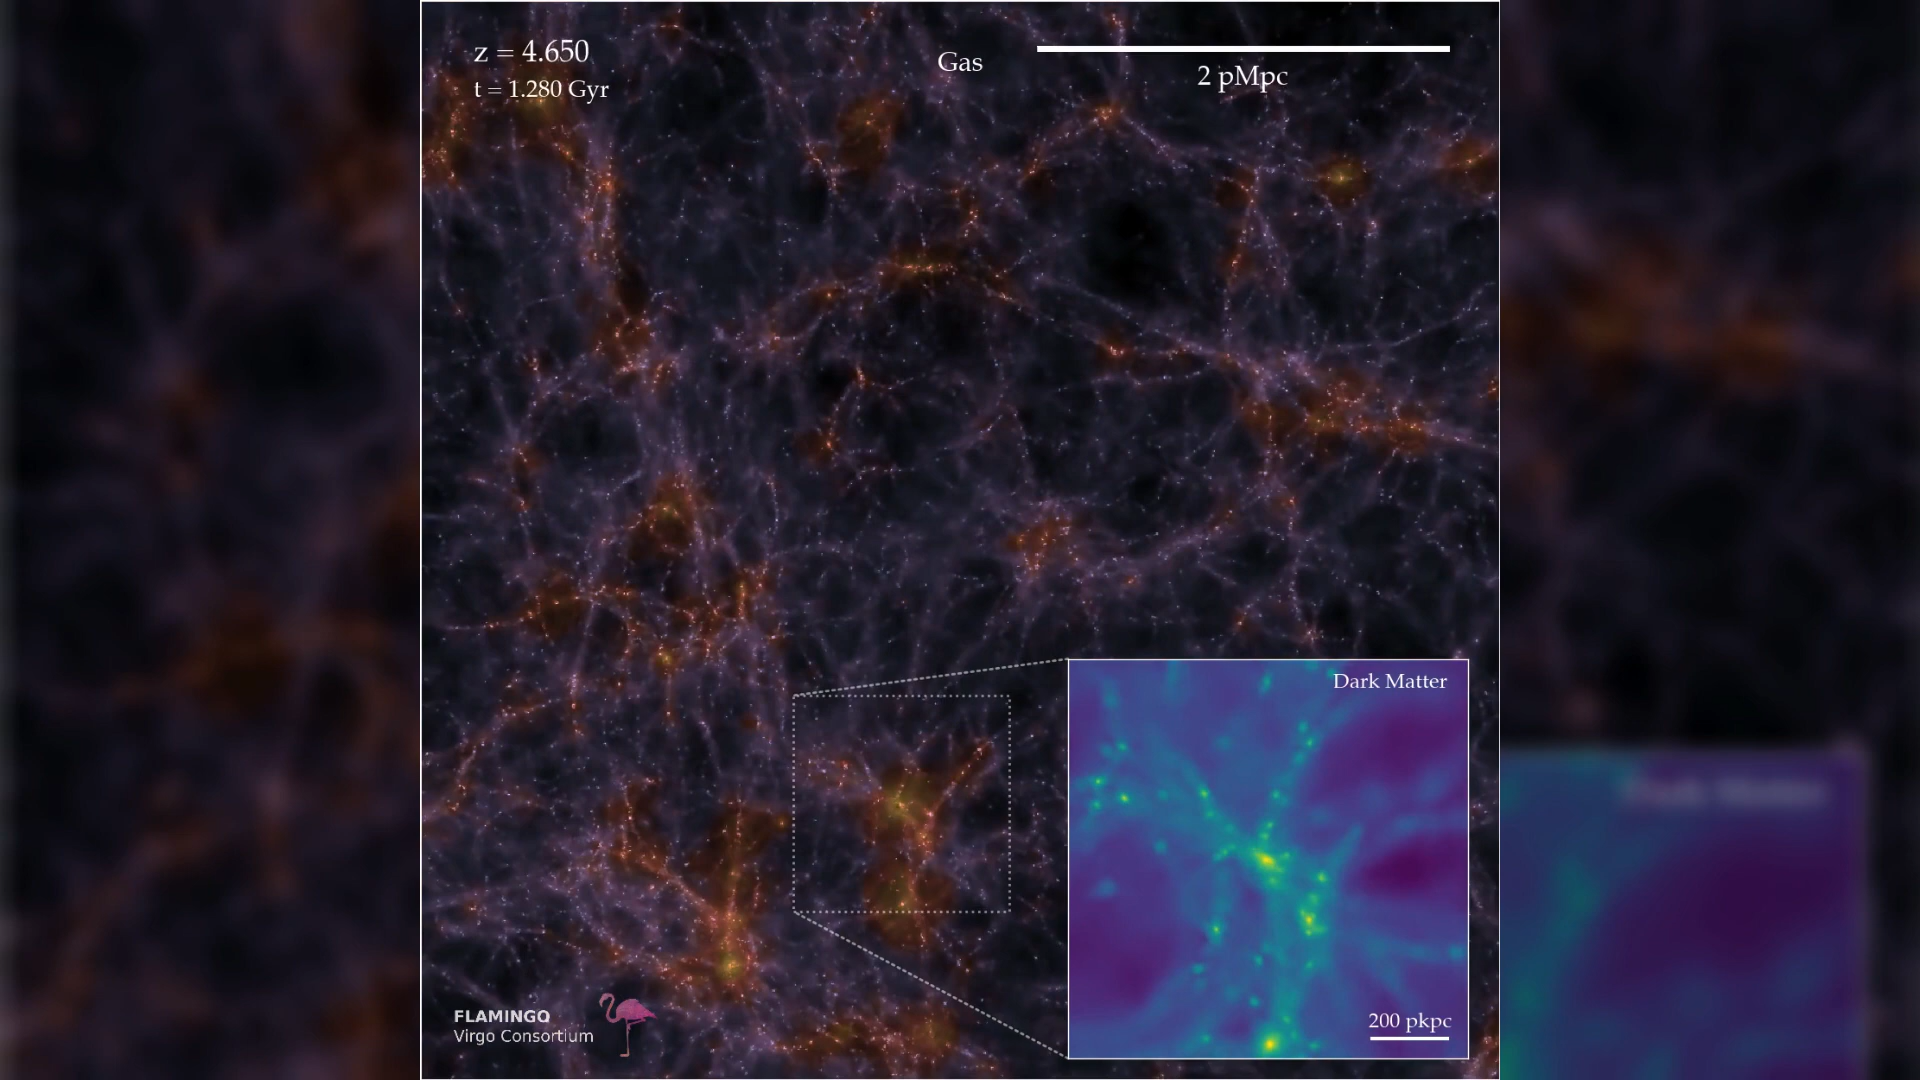 z = 4.650
t = 1.280 Gyr
Gas
2 pMpc
Dark Matter
200 pkpc
FLAMINGO
Virgo Consortium